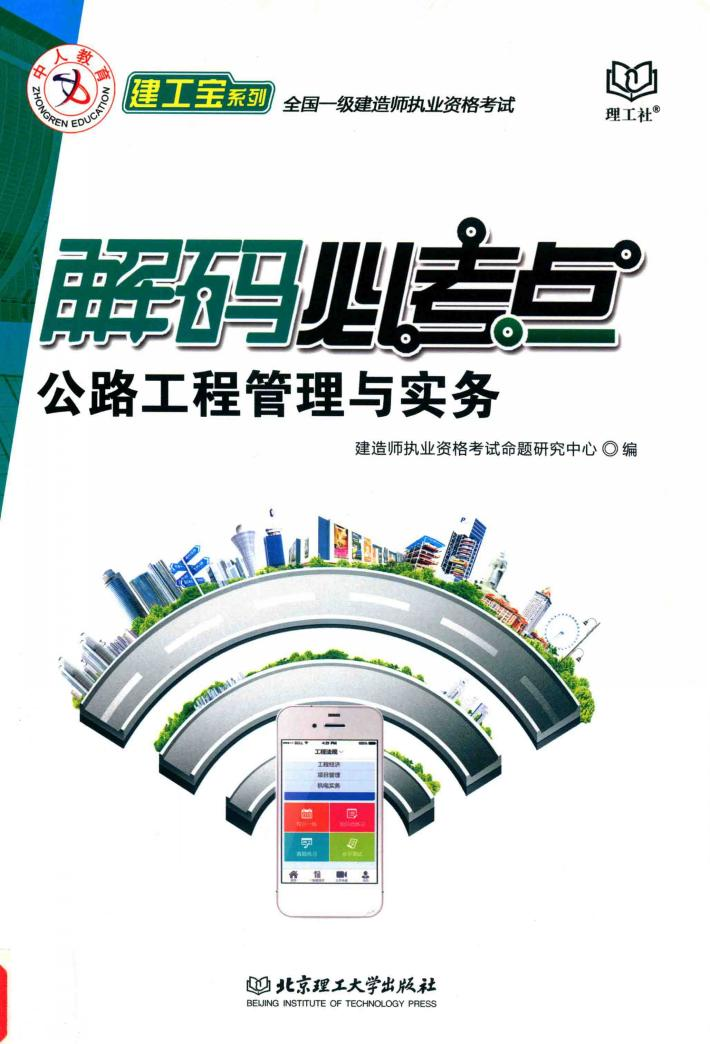 中人教育
ZHONGREN EDUCATION
建工宝系列
全国一级建造师执业资格考试
理工社®
解码必考点
公路工程管理与实务
建造师执业资格考试命题研究中心◎编
4:21 PM
工程法规
工程经济
项目管理
机电实务
北京理工大学出版社
BEIJING INSTITUTE OF TECHNOLOGY PRESS